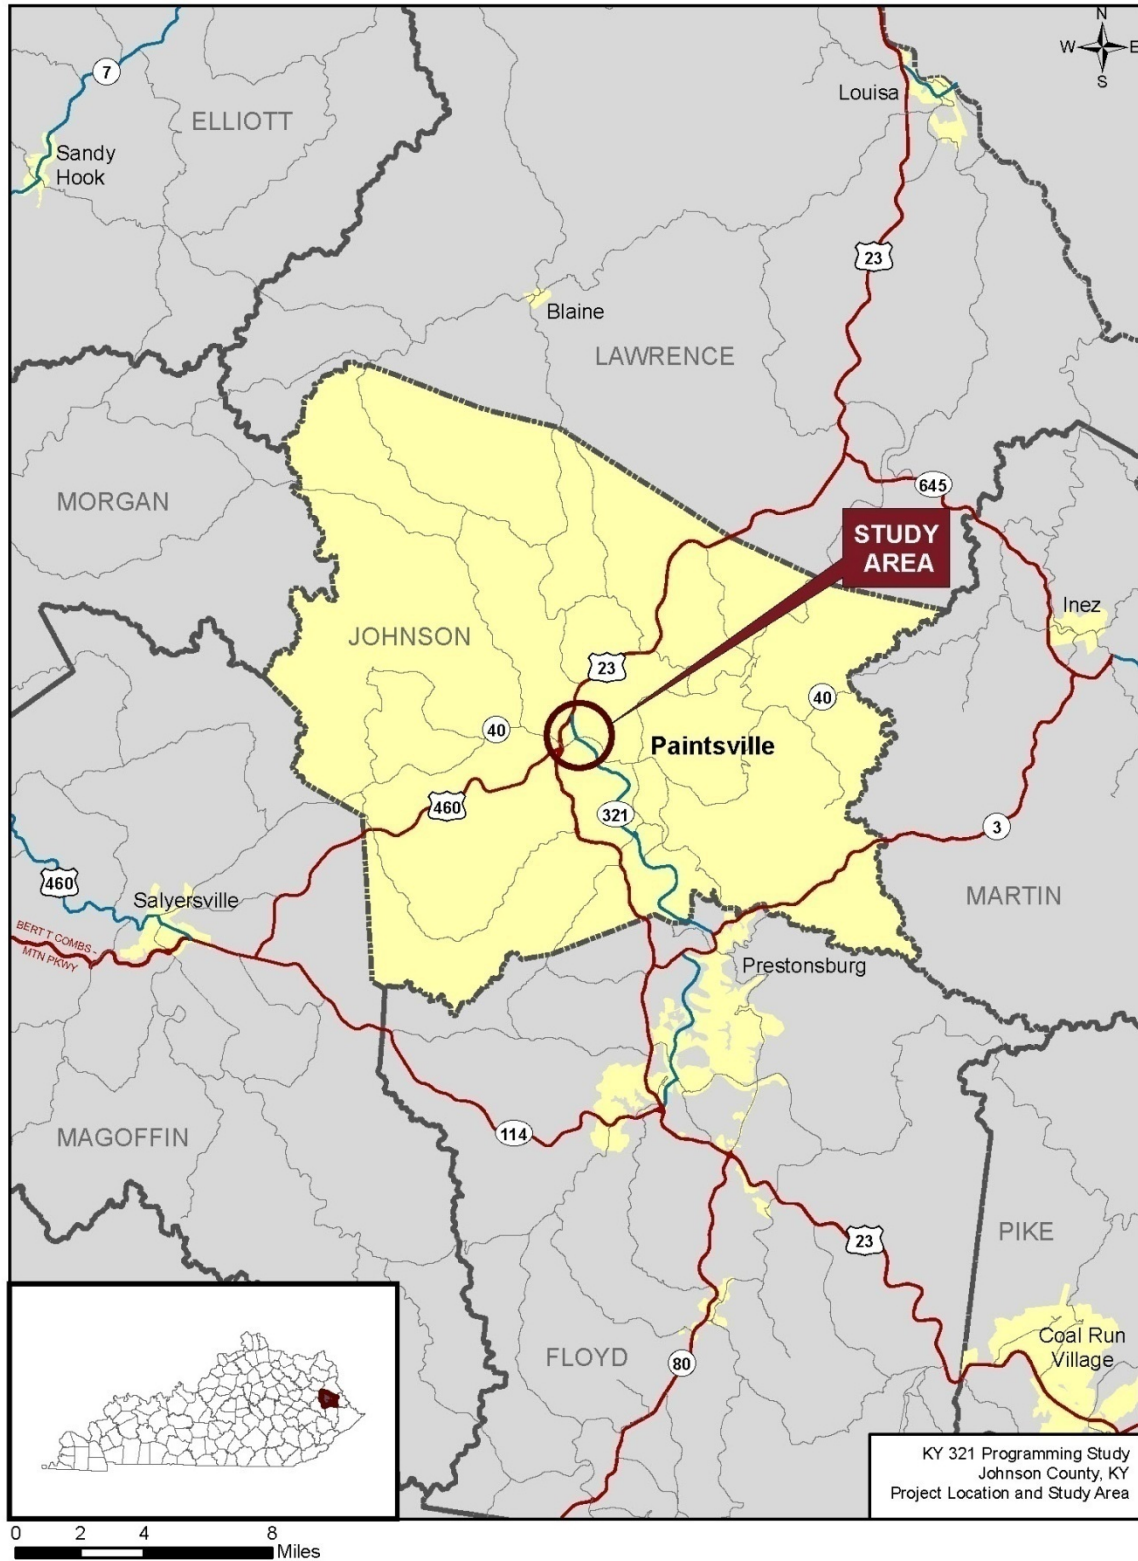 N
W E
S
7
ELLIOTT
Louisa
Sandy
Hook
23
Blaine
LAWRENCE
MORGAN
645
STUDY
AREA
Inez
JOHNSON
23
40
40
Paintsville
460
321
3
460
Salyersville
MARTIN
BERT T COMBS
MTN PKWY
Prestonsburg
MAGOFFIN
114
23
PIKE
Coal Run
Village
FLOYD
80
KY 321 Programming Study
Johnson County, KY
Project Location and Study Area
0 2 4 8
Miles